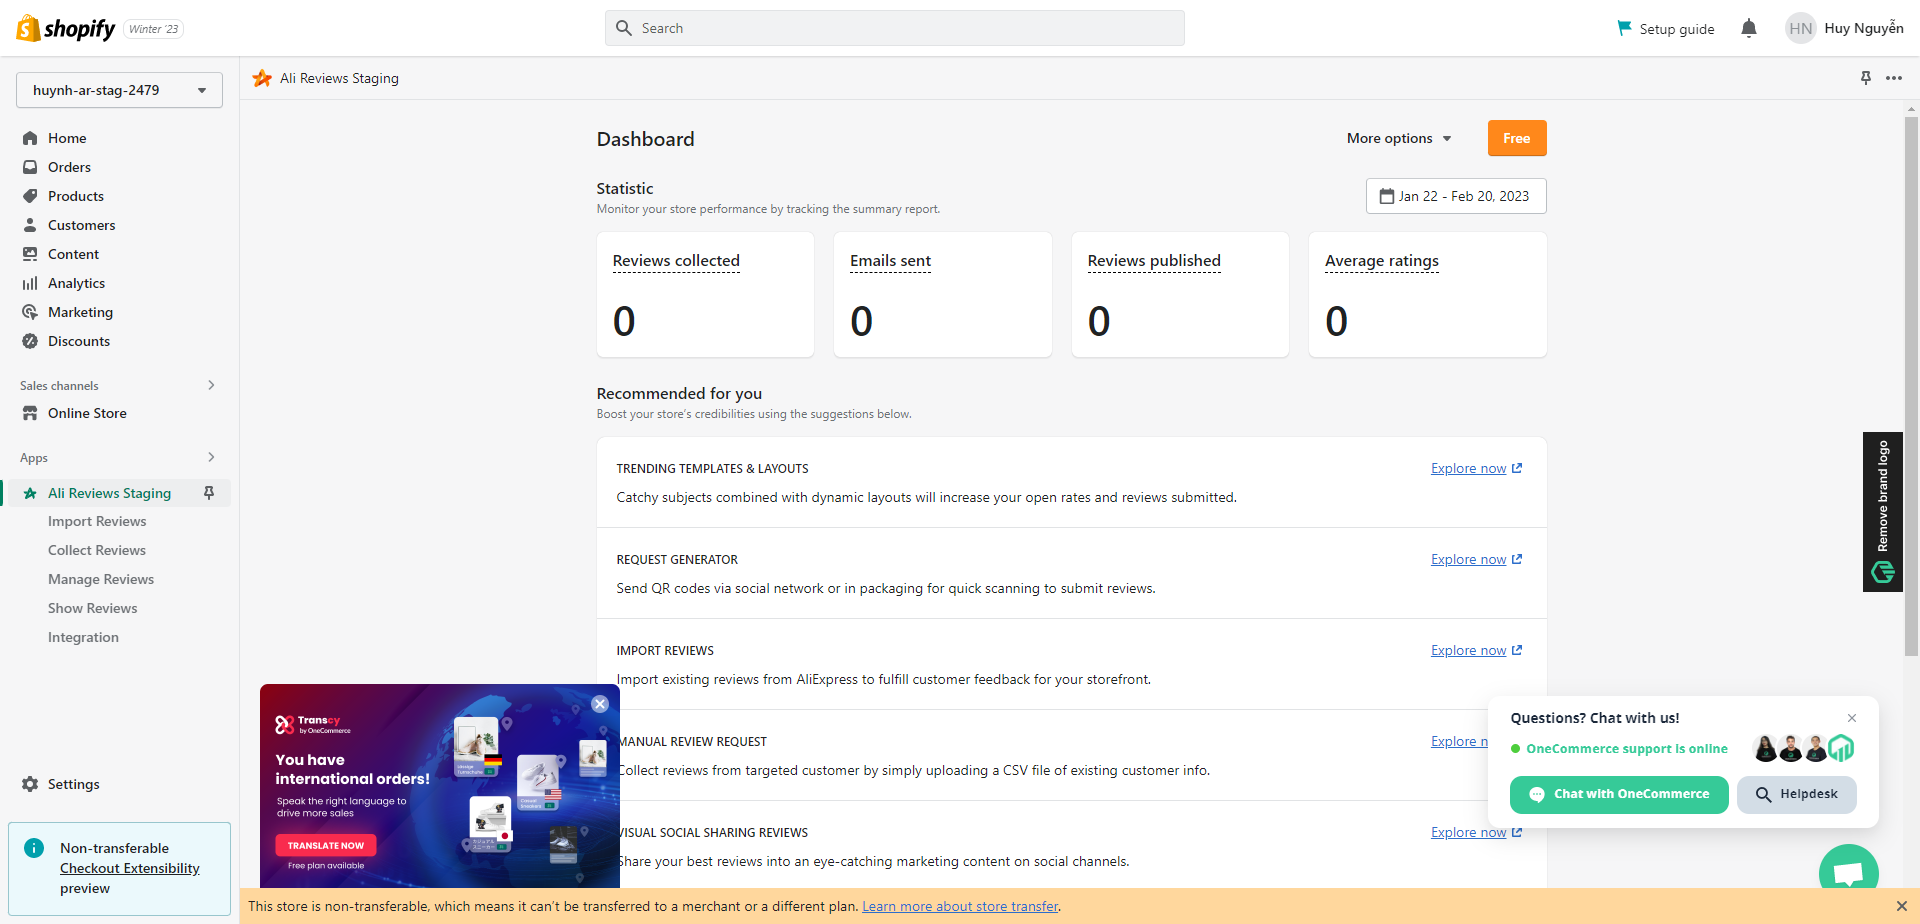 shopify
Winter '23
Search
Setup guide
HN
Huy Nguyễn
huynh-ar-stag-2479
Home
Orders
Products
Customers
Content
Analytics
Marketing
Discounts
Sales channels
Online Store
Apps
Ali Reviews Staging
Import Reviews
Collect Reviews
Manage Reviews
Show Reviews
Integration
Settings
Non-transferable
Checkout Extensibility
preview
Ali Reviews Staging
Dashboard
More options
Free
Statistic
Monitor your store performance by tracking the summary report.
Jan 22 - Feb 20, 2023
Reviews collected
0
Emails sent
0
Reviews published
0
Average ratings
0
Recommended for you
Boost your store's credibilities using the suggestions below.
TRENDING TEMPLATES & LAYOUTS
Explore now
Catchy subjects combined with dynamic layouts will increase your open rates and reviews submitted.
REQUEST GENERATOR
Explore now
Send QR codes via social network or in packaging for quick scanning to submit reviews.
IMPORT REVIEWS
Explore now
Import existing reviews from AliExpress to fulfill customer feedback for your storefront.
MANUAL REVIEW REQUEST
Explore n
Collect reviews from targeted customer by simply uploading a CSV file of existing customer info.
VISUAL SOCIAL SHARING REVIEWS
Explore now
Share your best reviews into an eye-catching marketing content on social channels.
Transcy
by OneCommerce
You have
international orders!
Speak the right language to
drive more sales
TRANSLATE NOW
Free plan available
Remove brand logo
Questions? Chat with us!
OneCommerce support is online
Chat with OneCommerce
Helpdesk
This store is non-transferable, which means it can't be transferred to a merchant or a different plan. Learn more about store transfer.